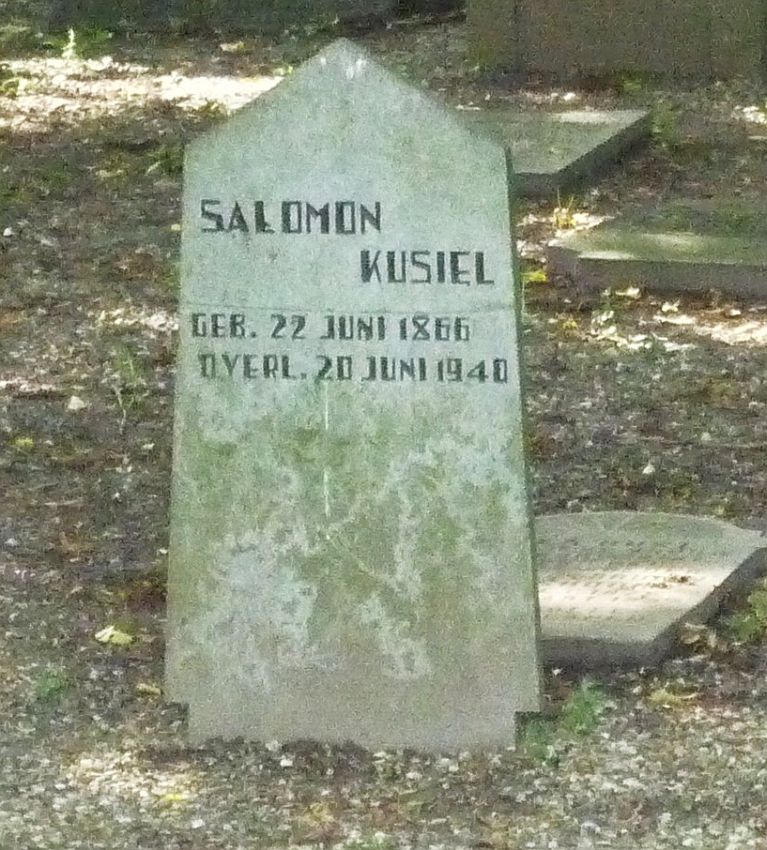 SALOMON
KUSIEL
GEB. 22 JUNI 1866
OVERL. 20 JUNI 1940